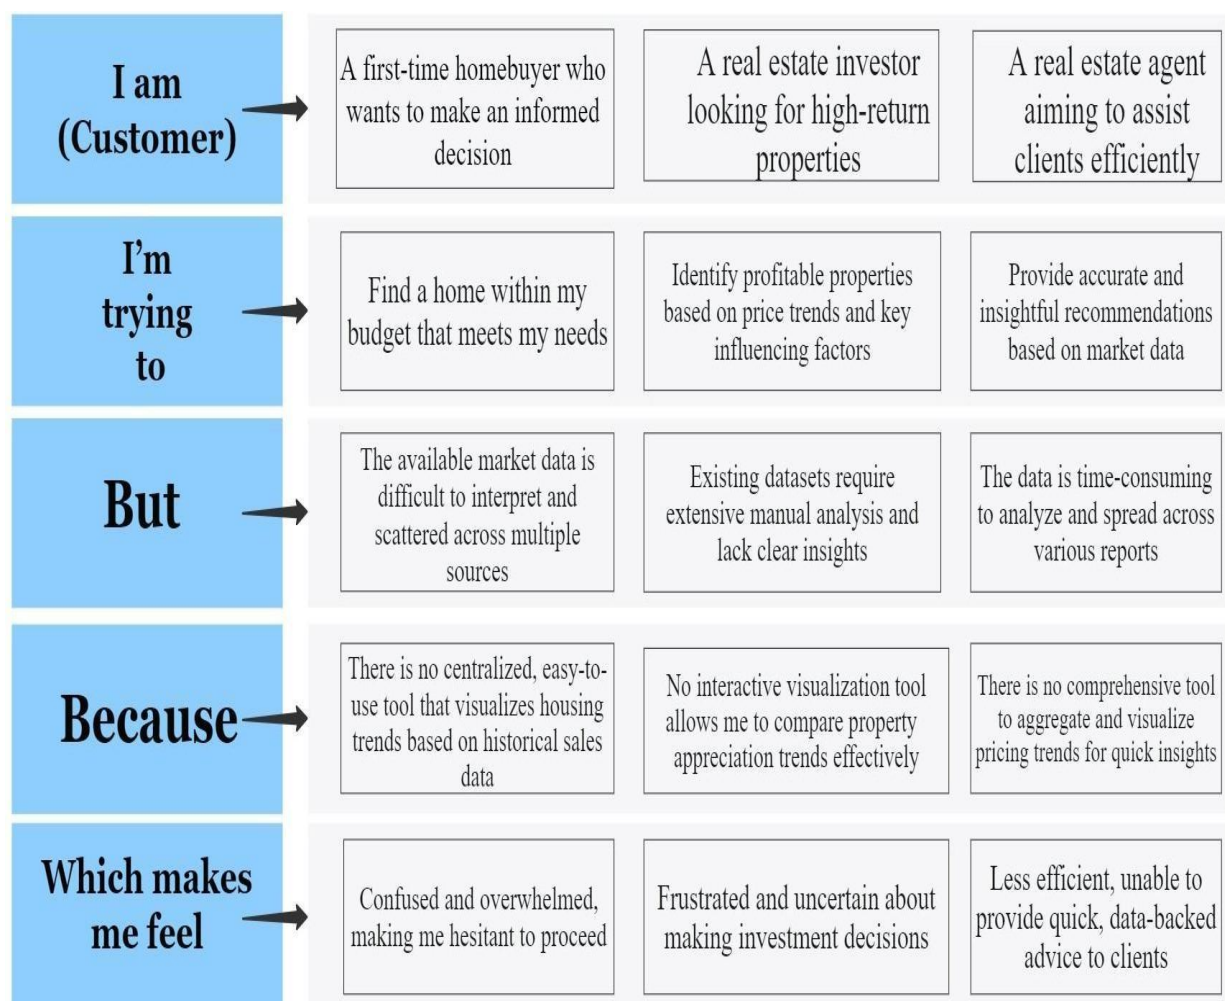 I am
(Customer)
A first-time homebuyer who
wants to make an informed
decision
A real estate investor
looking for high-return
properties
A real estate agent
aiming to assist
clients efficiently
I'm
trying
to
Find a home within my
budget that meets my needs
Identify profitable properties
based on price trends and key
influencing factors
Provide accurate and
insightful recommendations
based on market data
But
The available market data is
difficult to interpret and
scattered across multiple
sources
Existing datasets require
extensive manual analysis and
lack clear insights
The data is time-consuming
to analyze and spread across
various reports
Because
There is no centralized, easy-to-
use tool that visualizes housing
trends based on historical sales
data
No interactive visualization tool
allows me to compare property
appreciation trends effectively
There is no comprehensive tool
to aggregate and visualize
pricing trends for quick insights
Which makes
me feel
Confused and overwhelmed,
making me hesitant to proceed
Frustrated and uncertain about
making investment decisions
Less efficient, unable to
provide quick, data-backed
advice to clients